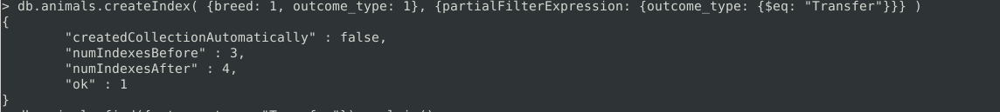 > db.animals.createIndex( {breed: 1, outcome_type: 1}, {partialFilterExpression: {outcome_type: {$eq: "Transfer"}}} )
{
        "createdCollectionAutomatically" : false,
        "numIndexesBefore" : 3,
        "numIndexesAfter" : 4,
        "ok" : 1
}